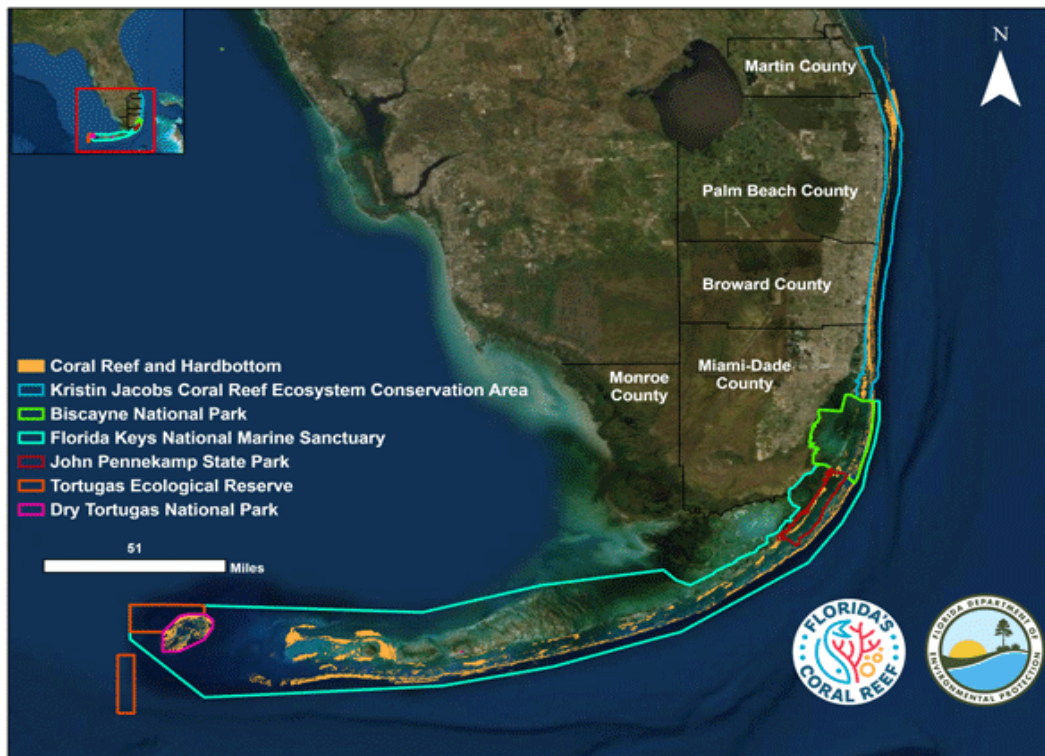 N
Martin County
Palm Beach County
Broward County
Miami-Dade
County
Monroe
County
Coral Reef and Hardbottom
Kristin Jacobs Coral Reef Ecosystem Conservation Area
Biscayne National Park
Florida Keys National Marine Sanctuary
John Pennekamp State Park
Tortugas Ecological Reserve
Dry Tortugas National Park
51
Miles
FLORIDA'S
CORAL REEF
FLORIDA DEPARTMENT OF
ENVIRONMENTAL PROTECTION